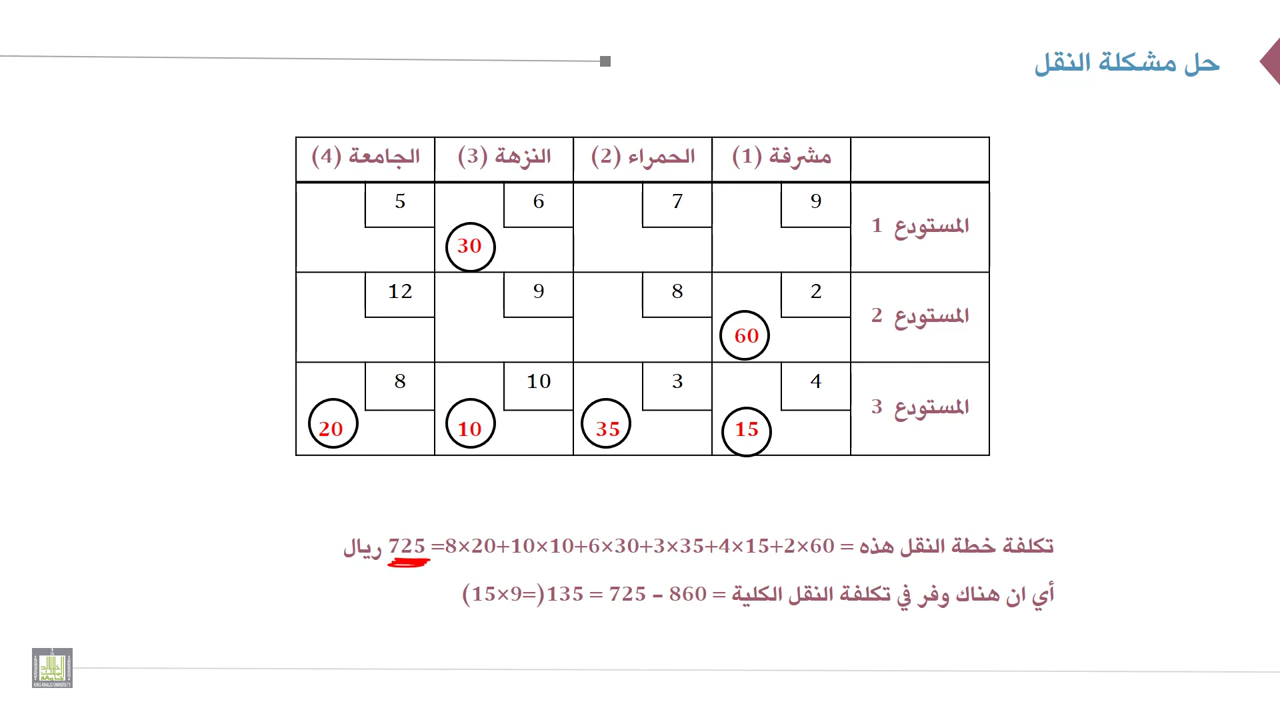 حل مشكلة النقل
مشرفة (1) الحمراء (2) النزهة (3) الجامعة (4)
المستودع 1 9 7 6 30 5
المستودع 2 2 60 8 9 12
المستودع 3 4 15 3 35 10 10 8 20
تكلفة خطة النقل هذه = 60×2+15×4+35×3+30×6+10×10+20×8= 725 ريال
أي ان هناك وفر في تكلفة النقل الكلية = 860 – 725 = 135(=9×15)